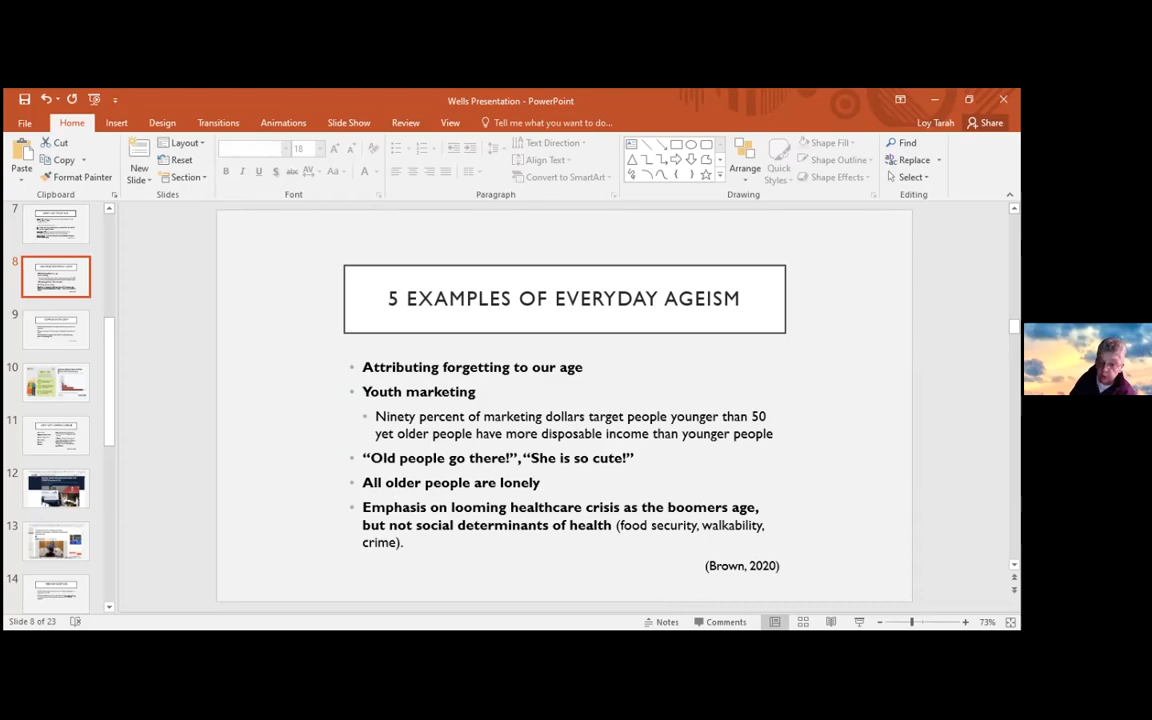 Wells Presentation - PowerPoint
File
Home
Insert
Design
Transitions
Animations
Slide Show
Review
View
Tell me what you want to do...
Loy Tarah
Share
Paste
Cut
Copy
Format Painter
Clipboard
New
Slide
Layout
Reset
Section
Slides
18
B I U S abc AV Aa A
Font
Text Direction
Align Text
Convert to SmartArt
Paragraph
Arrange
Quick
Styles
Shape Fill
Shape Outline
Shape Effects
Drawing
Find
Replace
Select
Editing
7
8
9
10
11
12
13
14
5 EXAMPLES OF EVERYDAY AGEISM
• Attributing forgetting to our age
• Youth marketing
• Ninety percent of marketing dollars target people younger than 50
yet older people have more disposable income than younger people
• “Old people go there!”, “She is so cute!”
• All older people are lonely
• Emphasis on looming healthcare crisis as the boomers age,
but not social determinants of health (food security, walkability,
crime).
(Brown, 2020)
Slide 8 of 23
Notes
Comments
73%